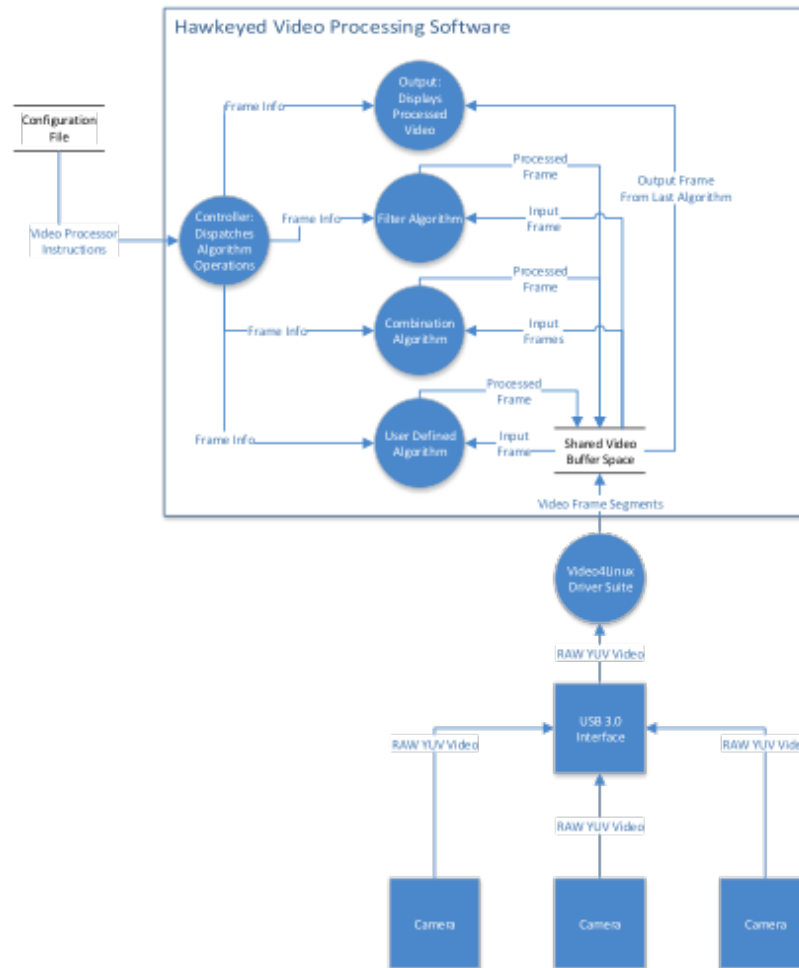 Hawkeyed Video Processing Software
Output:
Displays
Processed
Video
Frame Info
Configuration
File
Processed
Frame
Output Frame
From Last Algorithm
Controller:
Dispatches
Algorithm
Operations
Frame Info
Filter Algorithm
Input
Frame
Video Processor
Instructions
Processed
Frame
Frame Info
Combination
Algorithm
Input
Frames
Processed
Frame
Frame Info
User Defined
Algorithm
Input
Frame
Shared Video
Buffer Space
Video Frame Segments
Video4Linux
Driver Suite
RAW YUV Video
USB 3.0
Interface
RAW YUV Video
RAW YUV Vide
RAW YUV Video
Camera
Camera
Camera